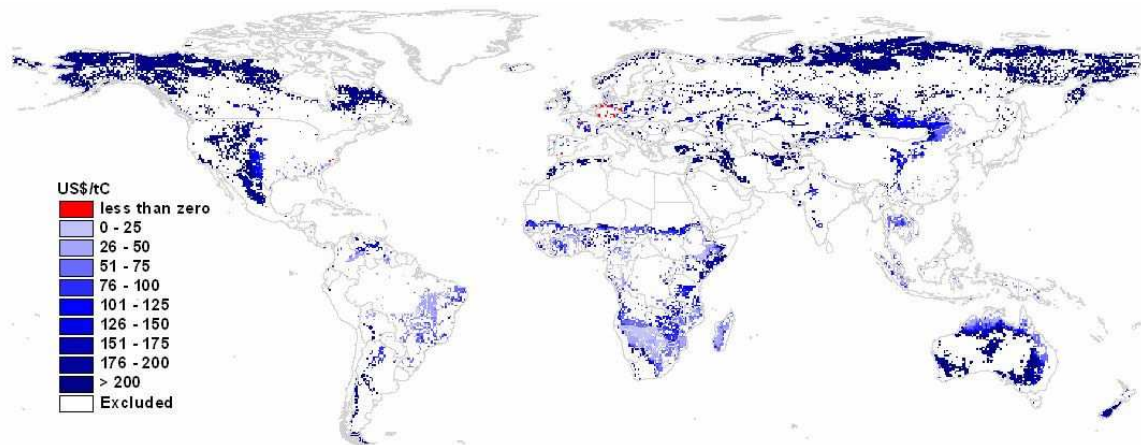 US$/tC
less than zero
0 - 25
26 - 50
51 - 75
76 - 100
101 - 125
126 - 150
151 - 175
176 - 200
> 200
Excluded